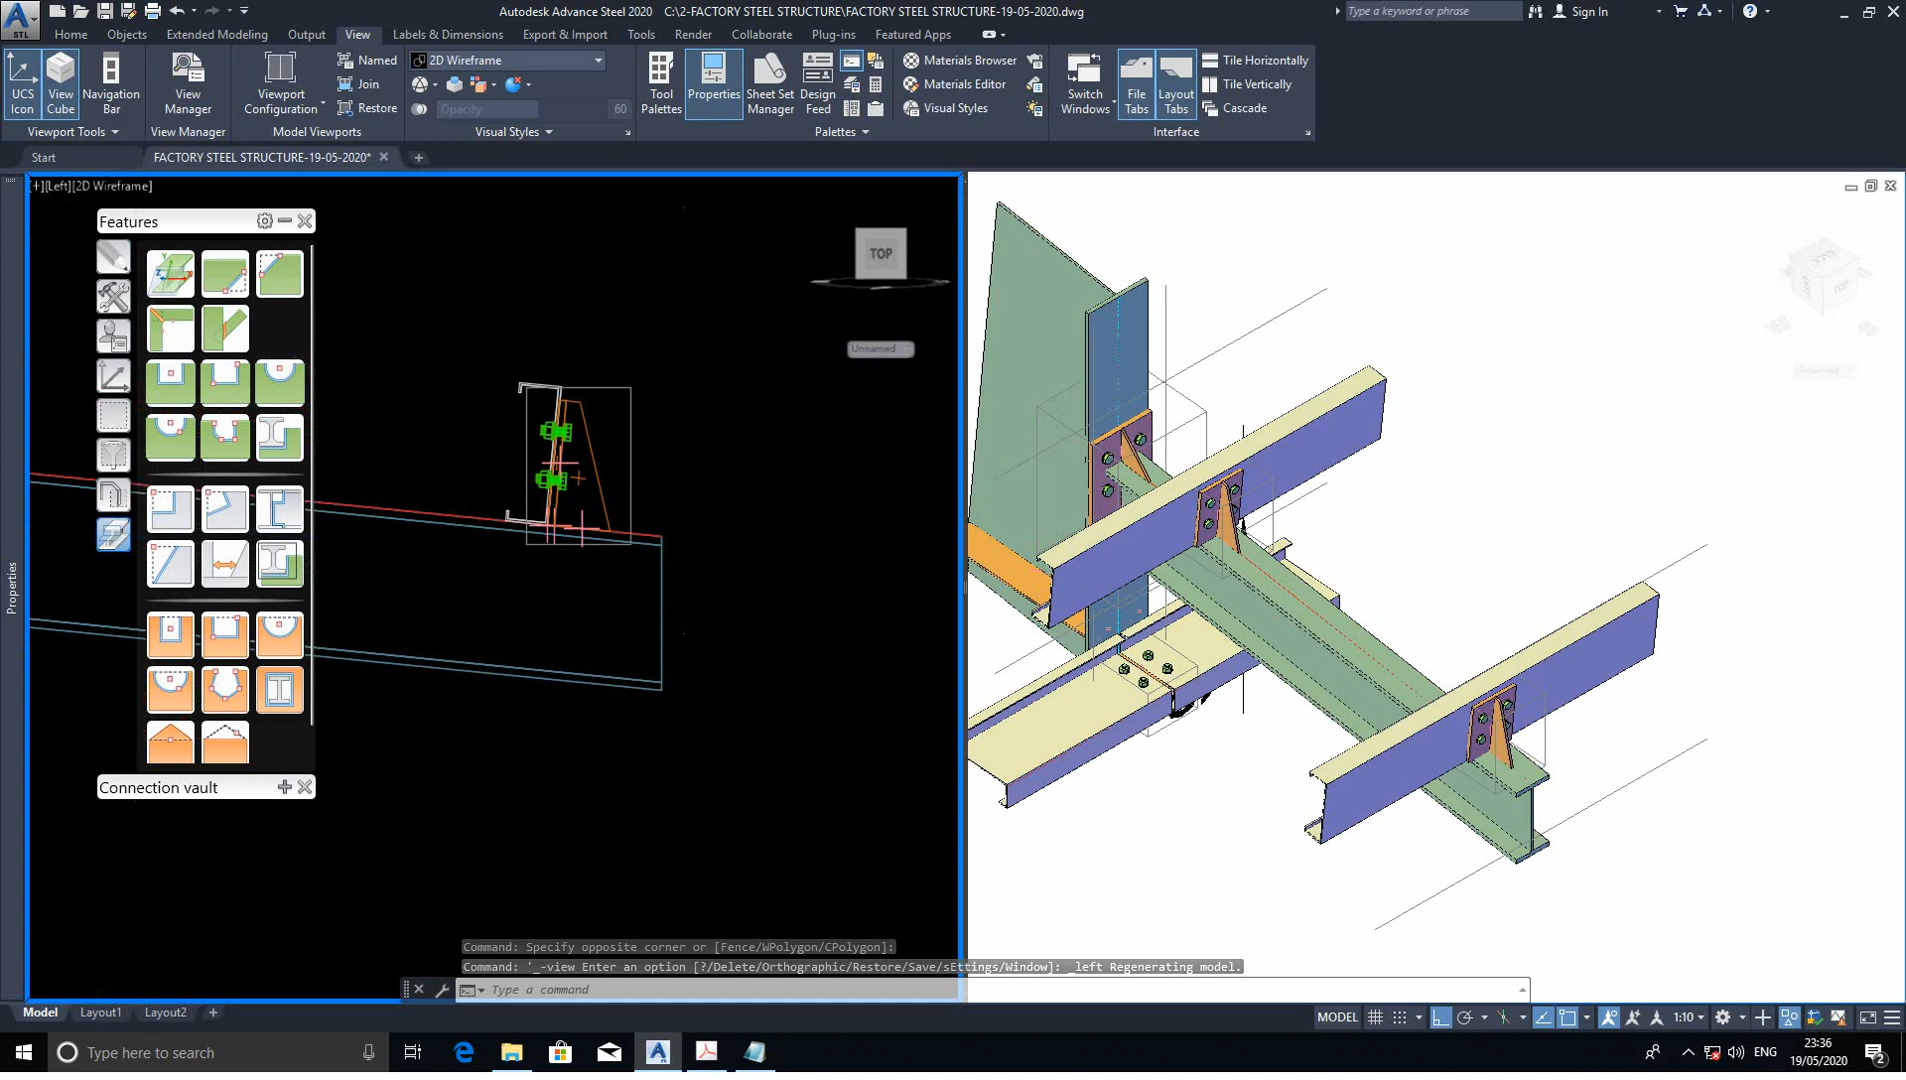 STL
Autodesk Advance Steel 2020   C:\2-FACTORY STEEL STRUCTURE\FACTORY STEEL STRUCTURE-19-05-2020.dwg
Type a keyword or phrase
Sign In
Home
Objects
Extended Modeling
Output
View
Labels & Dimensions
Export & Import
Tools
Render
Collaborate
Plug-ins
Featured Apps
UCS Icon
View Cube
Navigation Bar
Viewport Tools
View Manager
View Manager
Viewport Configuration
Named
Join
Restore
Model Viewports
2D Wireframe
Opacity
60
Visual Styles
Tool Palettes
Properties
Sheet Set Manager
Design Feed
Palettes
Materials Browser
Materials Editor
Visual Styles
Switch Windows
File Tabs
Layout Tabs
Tile Horizontally
Tile Vertically
Cascade
Interface
Start
FACTORY STEEL STRUCTURE-19-05-2020*
[+][Left][2D Wireframe]
Features
TOP
Unnamed
TOP
Unnamed
Properties
Connection vault
Command: Specify opposite corner or [Fence/WPolygon/CPolygon]:
Command: '_-view Enter an option [?/Delete/Orthographic/Restore/Save/sEttings/Window]: _left Regenerating model.
Type a command
Model
Layout1
Layout2
MODEL
1:10
Type here to search
ENG
23:36
19/05/2020
2